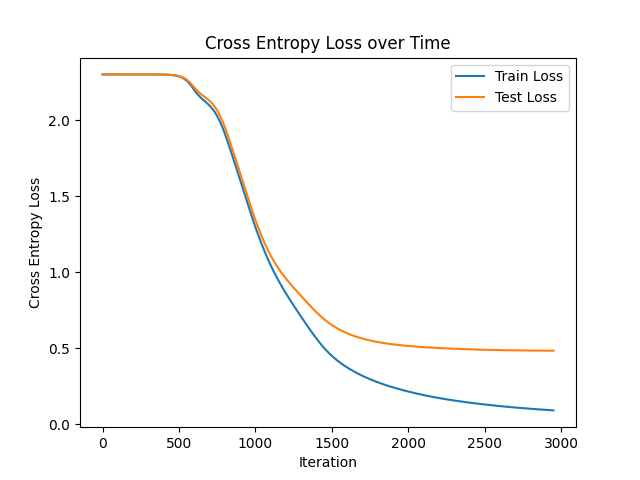 Cross Entropy Loss over Time
Train Loss
Test Loss
Cross Entropy Loss
2.0
1.5
1.0
0.5
0.0
0
500
1000
1500
2000
2500
3000
Iteration